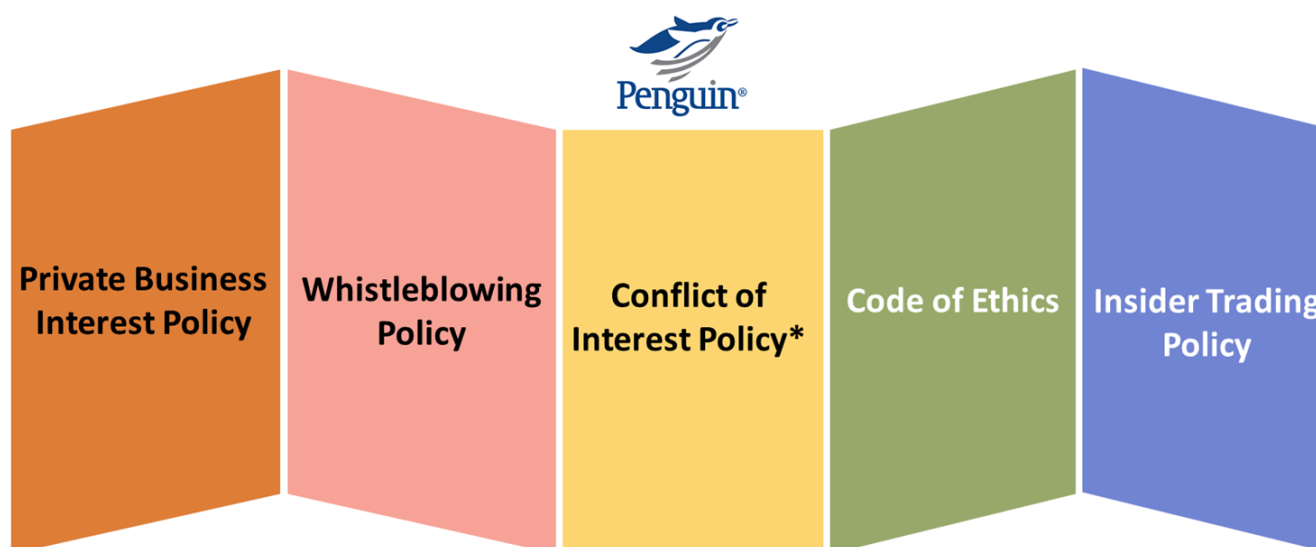 Penguin®
Private Business
Interest Policy
Whistleblowing
Policy
Conflict of
Interest Policy*
Code of Ethics
Insider Trading
Policy